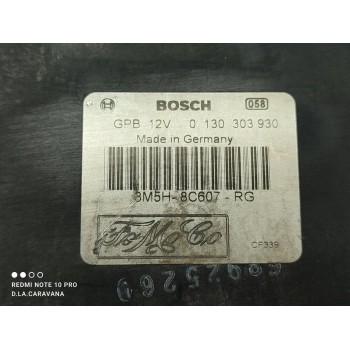 BOSCH
058
GPB 12V 0 130 303 930
Made in Germany
3M5H-8C607-RG
FoMoCo
CF339
REDMI NOTE 10 PRO
D.I.A.CARAVANA